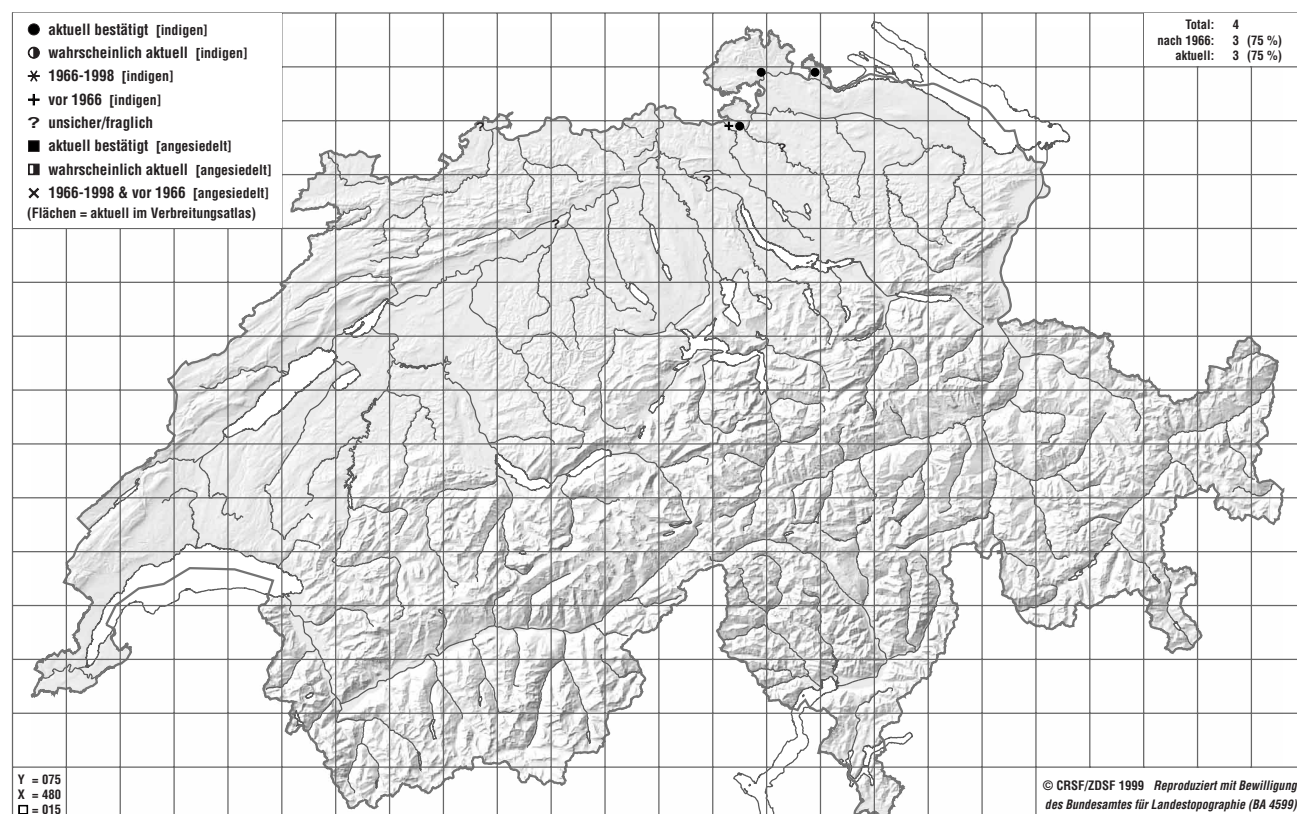 ● aktuell bestätigt [indigen]
◑ wahrscheinlich aktuell [indigen]
✳ 1966-1998 [indigen]
+ vor 1966 [indigen]
? unsicher/fraglich
■ aktuell bestätigt [angesiedelt]
◨ wahrscheinlich aktuell [angesiedelt]
× 1966-1998 & vor 1966 [angesiedelt]
(Flächen = aktuell im Verbreitungsatlas)
Total: 4
nach 1966: 3 (75 %)
aktuell: 3 (75 %)
?
?
?
?
Y = 075
X = 480
□ = 015
© CRSF/ZDSF 1999 Reproduziert mit Bewilligung
des Bundesamtes für Landestopographie (BA 4599)